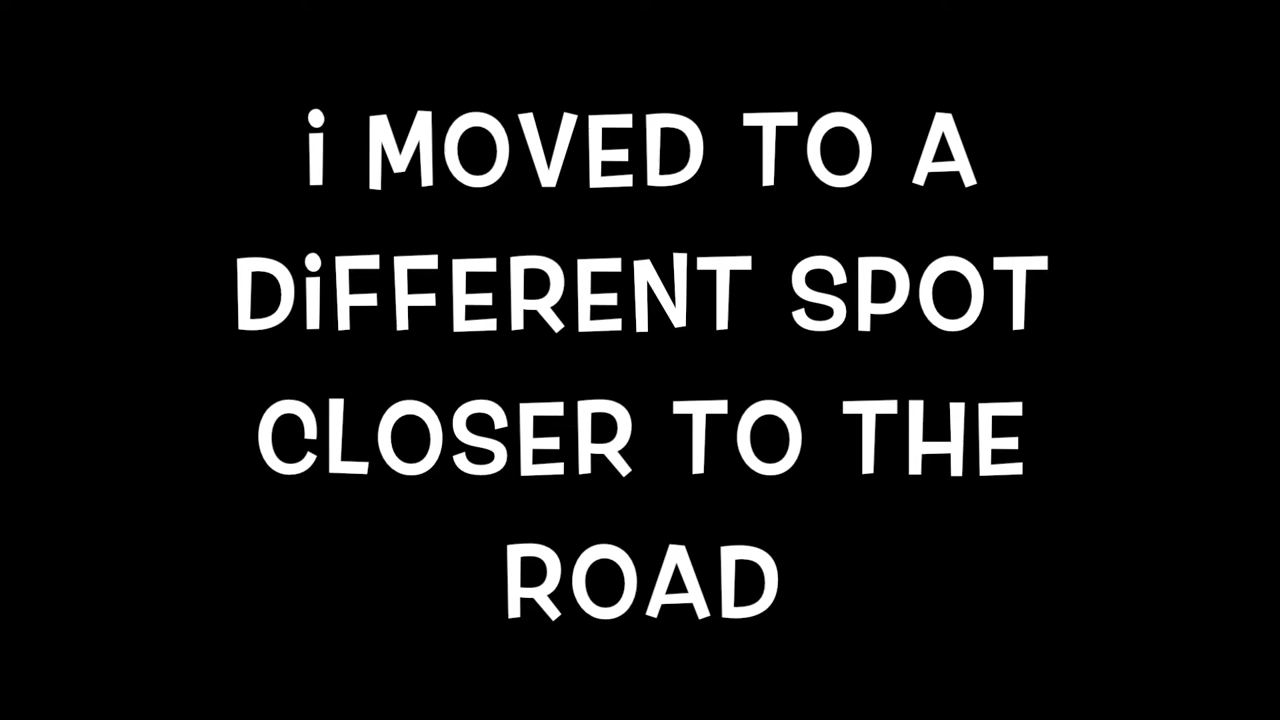 i MOVED TO A
DiFFERENT SPOT
CLOSER TO THE
ROAD